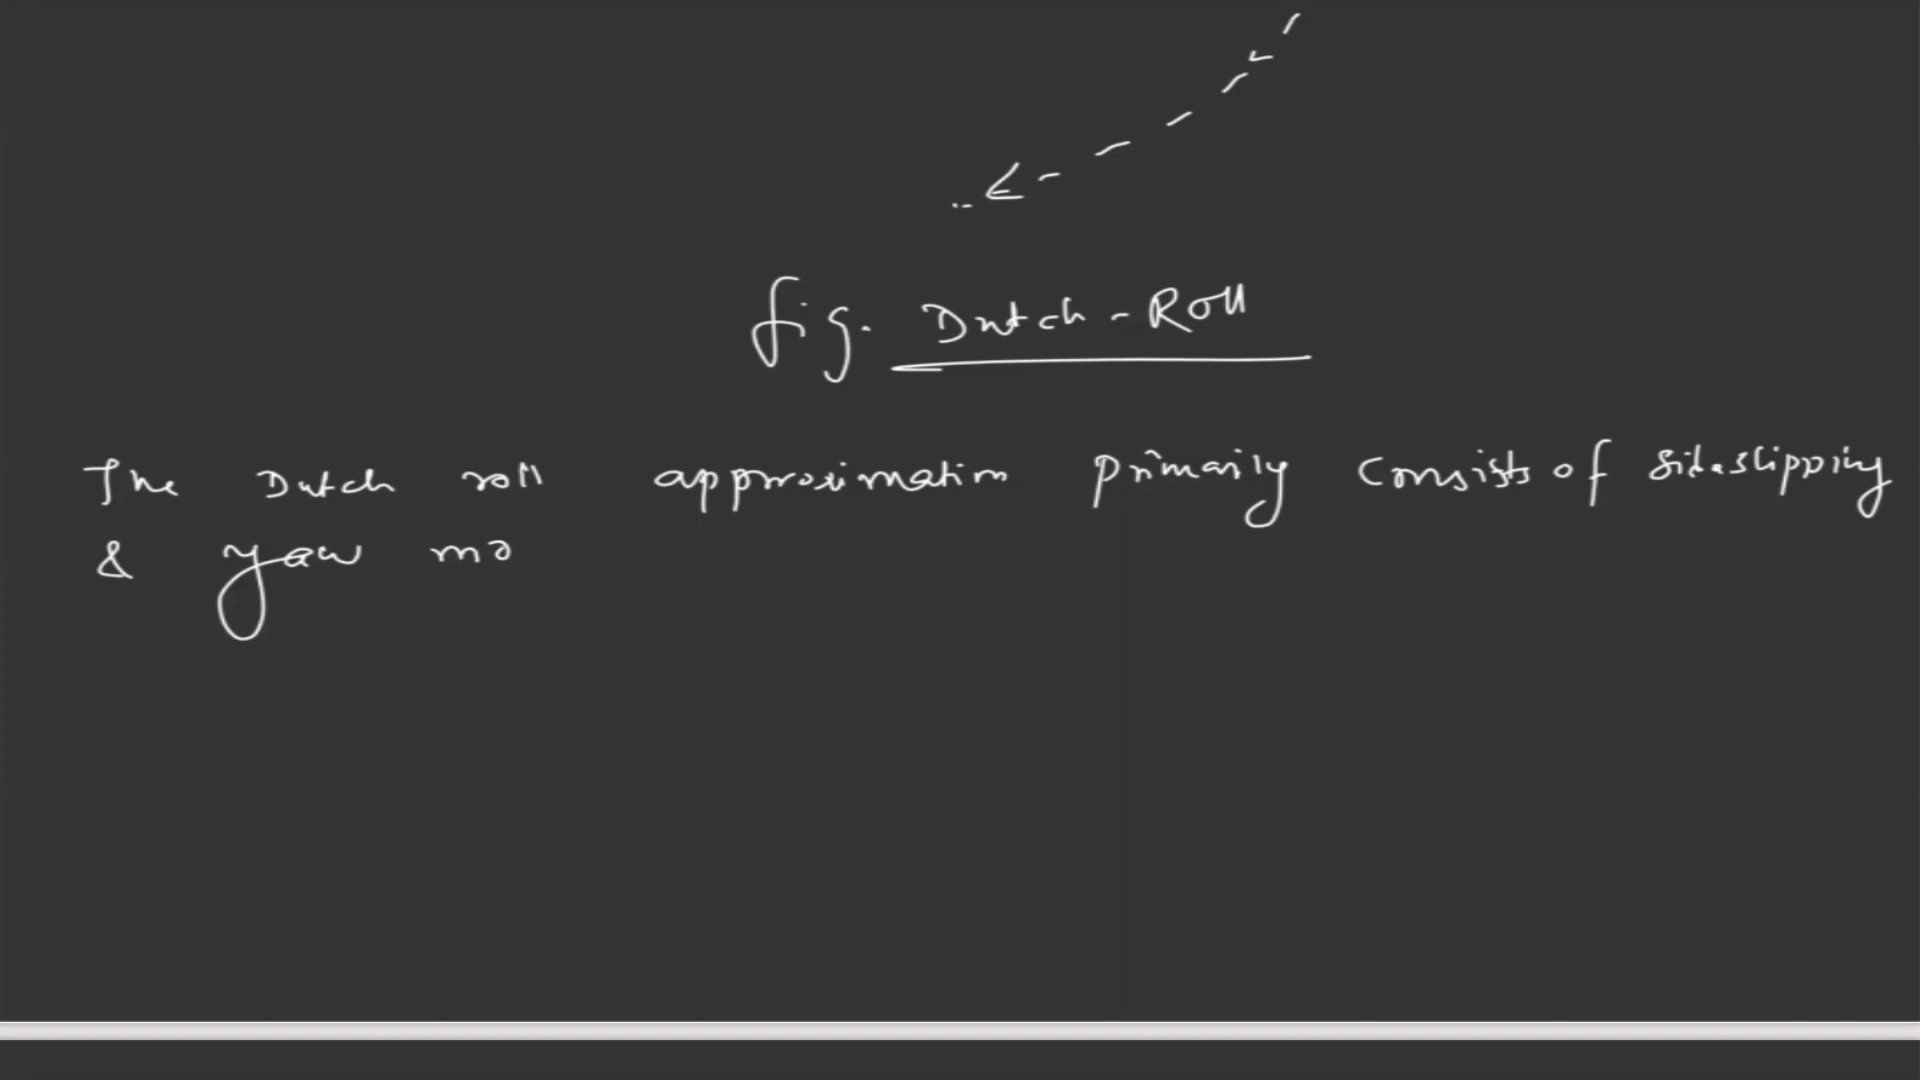 fig. Dutch-Roll
The Dutch roll approximation primarily consists of sideslipping
& yaw mo